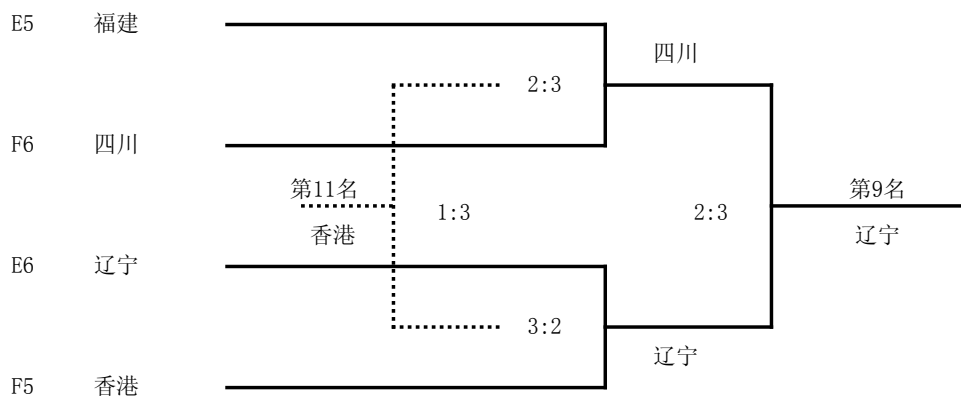 E5 福建
四川
2:3
F6 四川
第11名
第9名
1:3
2:3
香港
辽宁
E6 辽宁
3:2
辽宁
F5 香港